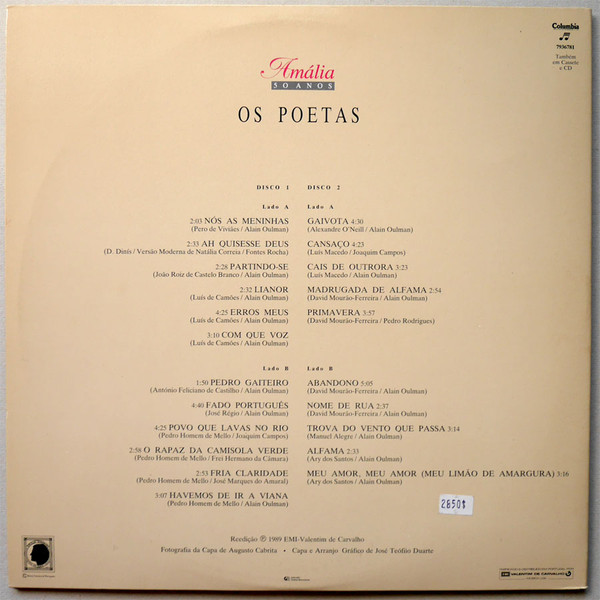 Columbia
7936781
Também
em Cassete
e CD
Amália
50 ANOS
OS POETAS
DISCO 1
Lado A
2:03 NÓS AS MENINHAS
(Pero de Viviães / Alain Oulman)
2:33 AH QUISESSE DEUS
(D. Dinis / Versão Moderna de Natália Correia / Fontes Rocha)
2:28 PARTINDO-SE
(João Roiz de Castelo Branco / Alain Oulman)
2:32 LIANOR
(Luís de Camões / Alain Oulman)
4:25 ERROS MEUS
(Luís de Camões / Alain Oulman)
3:10 COM QUE VOZ
(Luís de Camões / Alain Oulman)
Lado B
1:50 PEDRO GAITEIRO
(António Feliciano de Castilho / Alain Oulman)
4:40 FADO PORTUGUÊS
(José Régio / Alain Oulman)
4:25 POVO QUE LAVAS NO RIO
(Pedro Homem de Mello / Joaquim Campos)
2:58 O RAPAZ DA CAMISOLA VERDE
(Pedro Homem de Mello / Frei Hermano da Câmara)
2:53 FRIA CLARIDADE
(Pedro Homem de Mello / José Marques do Amaral)
3:07 HAVEMOS DE IR A VIANA
(Pedro Homem de Mello / Alain Oulman)
DISCO 2
Lado A
GAIVOTA 4:30
(Alexandre O'Neill / Alain Oulman)
CANSAÇO 4:23
(Luís Macedo / Joaquim Campos)
CAIS DE OUTRORA 3:23
(Luís Macedo / Alain Oulman)
MADRUGADA DE ALFAMA 2:54
(David Mourão-Ferreira / Alain Oulman)
PRIMAVERA 3:57
(David Mourão-Ferreira / Pedro Rodrigues)
Lado B
ABANDONO 5:05
(David Mourão-Ferreira / Alain Oulman)
NOME DE RUA 2:37
(David Mourão-Ferreira / Alain Oulman)
TROVA DO VENTO QUE PASSA 3:14
(Manuel Alegre / Alain Oulman)
ALFAMA 2:33
(Ary dos Santos / Alain Oulman)
MEU AMOR, MEU AMOR (MEU LIMÃO DE AMARGURA) 3:16
(Ary dos Santos / Alain Oulman)
2850$
Reedição ℗ 1989 EMI-Valentim de Carvalho
Fotografia da Capa de Augusto Cabrita • Capa e Arranjo Gráfico de José Teófilo Duarte
EMI VALENTIM DE CARVALHO